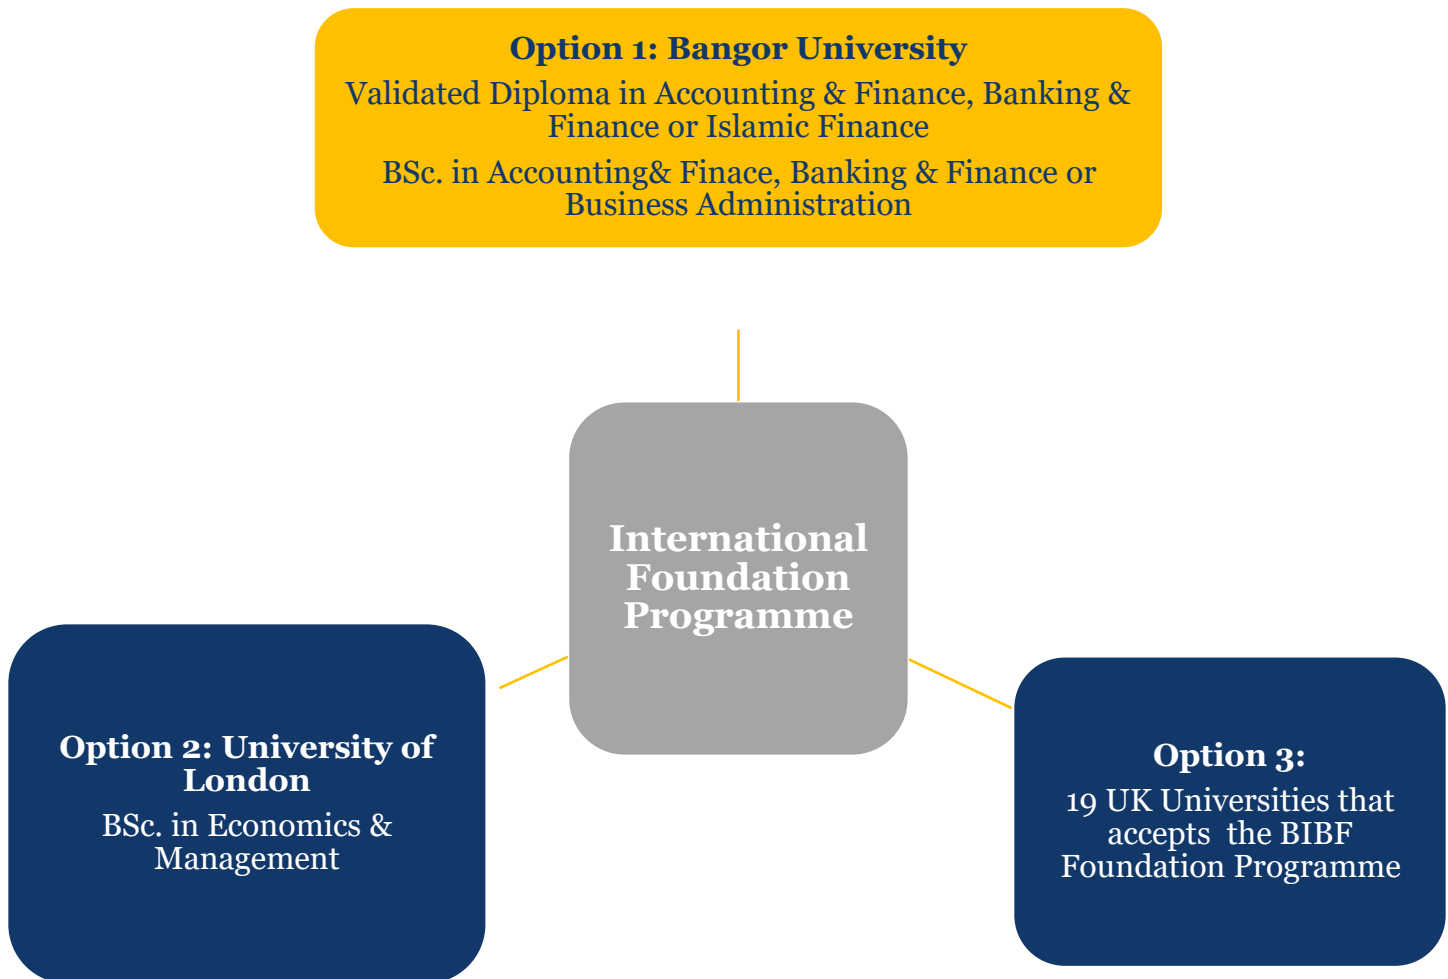 Option 1: Bangor University
Validated Diploma in Accounting & Finance, Banking &
Finance or Islamic Finance
BSc. in Accounting& Finace, Banking & Finance or
Business Administration
International
Foundation
Programme
Option 2: University of
London
BSc. in Economics &
Management
Option 3:
19 UK Universities that
accepts  the BIBF
Foundation Programme